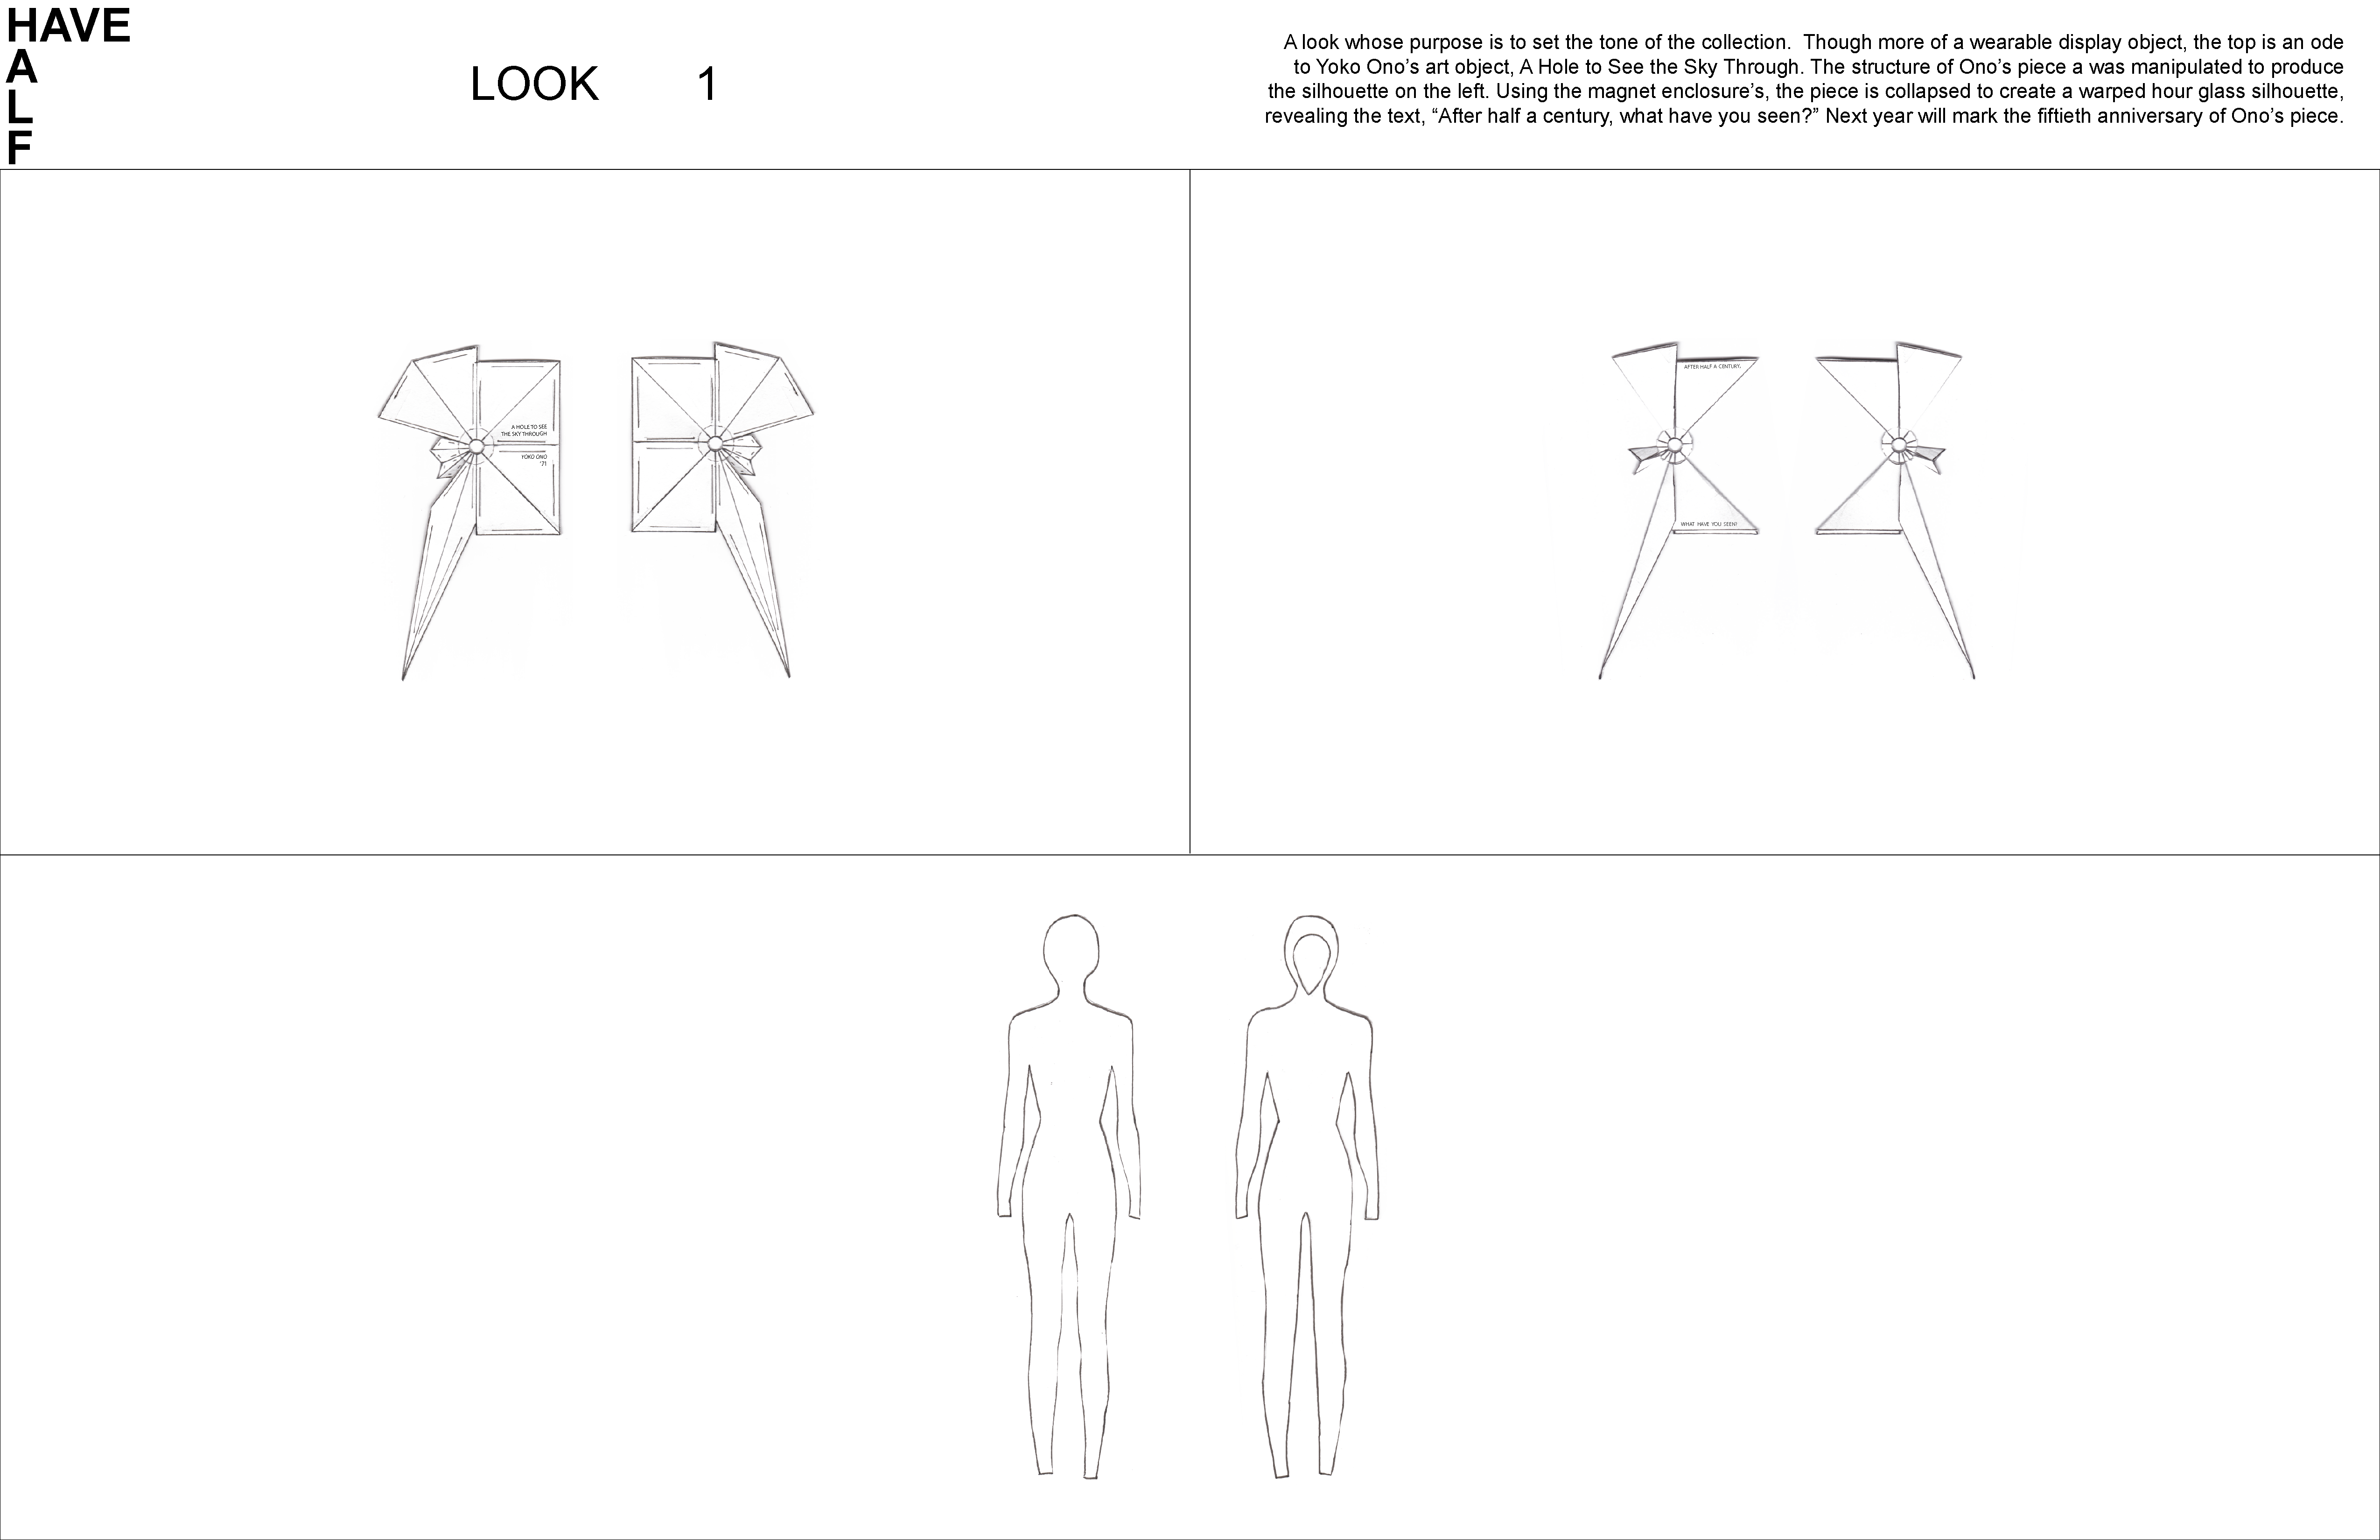 HAVE
A
L
F
LOOK 1
A look whose purpose is to set the tone of the collection.  Though more of a wearable display object, the top is an ode
to Yoko Ono’s art object, A Hole to See the Sky Through. The structure of Ono’s piece a was manipulated to produce
the silhouette on the left. Using the magnet enclosure’s, the piece is collapsed to create a warped hour glass silhouette,
revealing the text, “After half a century, what have you seen?” Next year will mark the fiftieth anniversary of Ono’s piece.
A HOLE TO SEE
THE SKY THROUGH
YOKO ONO
'71
AFTER HALF A CENTURY,
WHAT HAVE YOU SEEN?